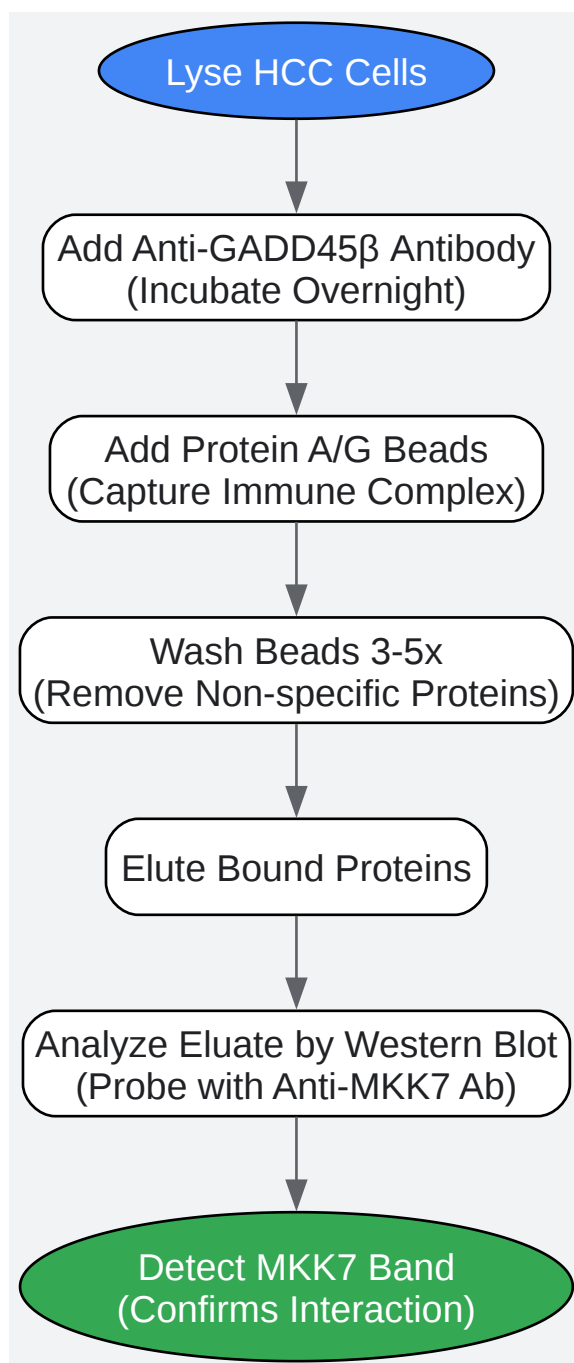 Lyse HCC Cells
Add Anti-GADD45β Antibody
(Incubate Overnight)
Add Protein A/G Beads
(Capture Immune Complex)
Wash Beads 3-5x
(Remove Non-specific Proteins)
Elute Bound Proteins
Analyze Eluate by Western Blot
(Probe with Anti-MKK7 Ab)
Detect MKK7 Band
(Confirms Interaction)